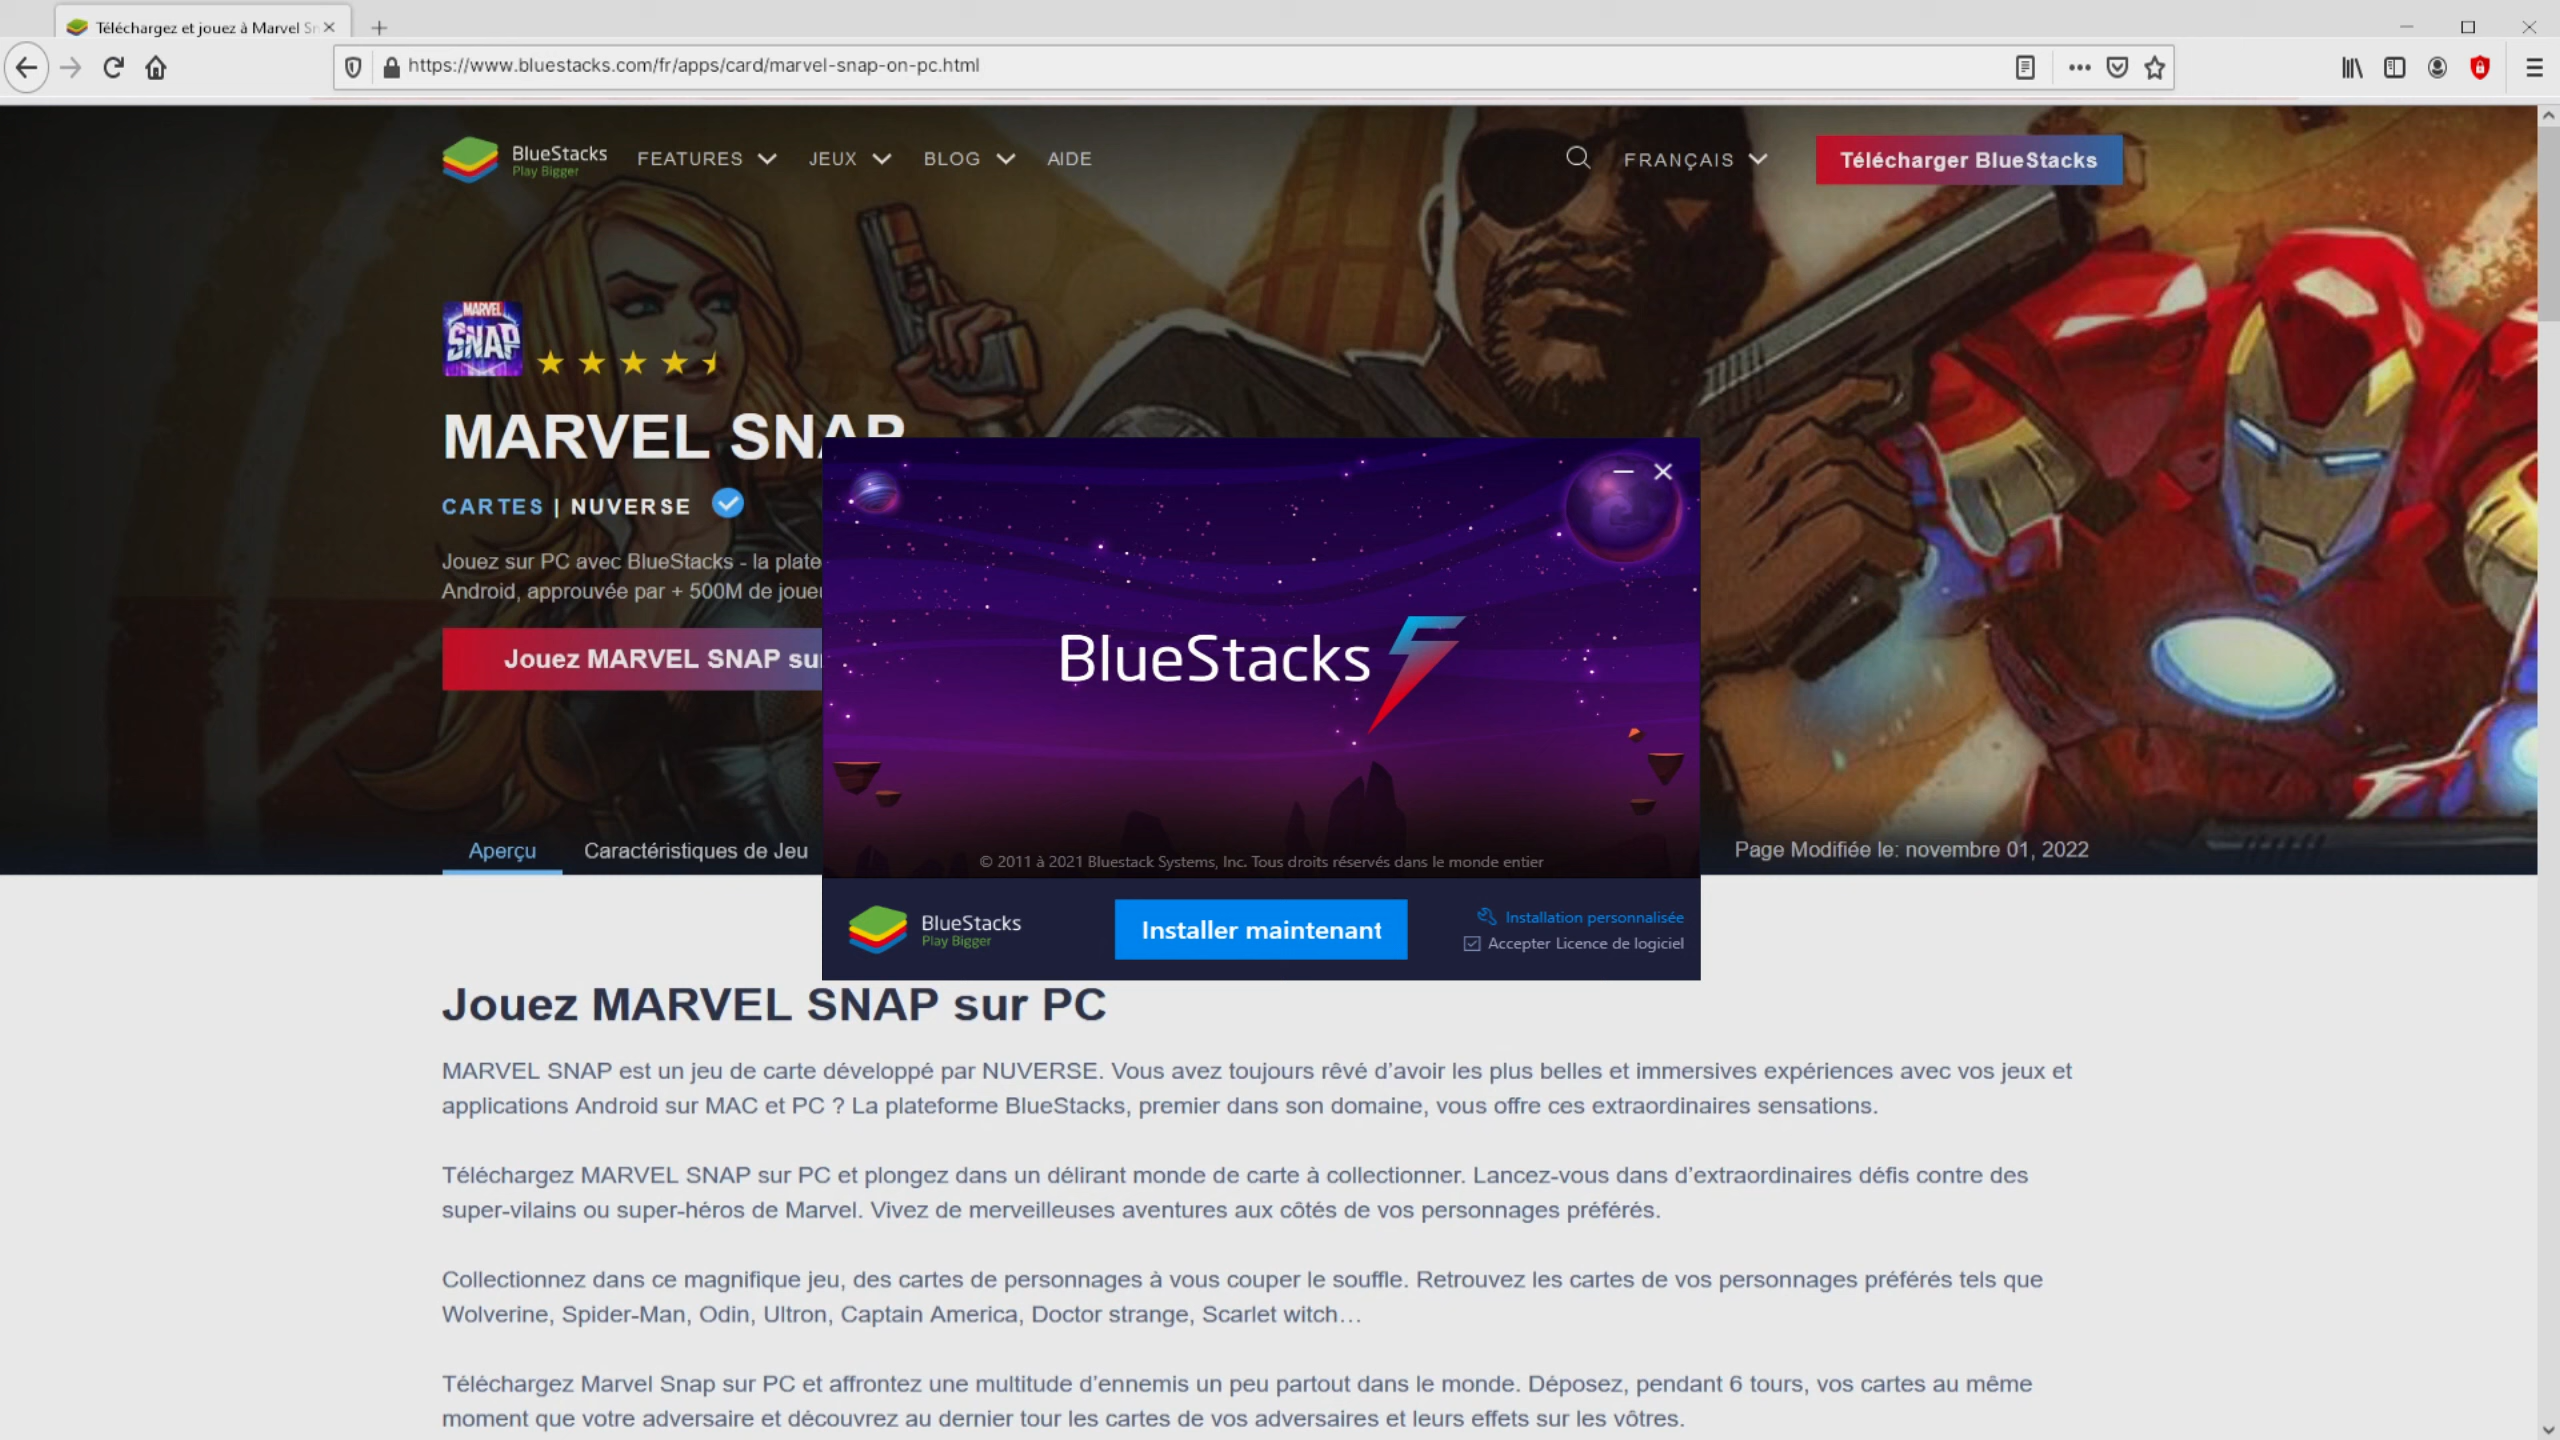 Téléchargez et jouez à Marvel Sn
https://www.bluestacks.com/fr/apps/card/marvel-snap-on-pc.html
BlueStacks
Play Bigger
FEATURES
JEUX
BLOG
AIDE
FRANÇAIS
Télécharger BlueStacks
MARVEL
SNAP
MARVEL SNAP
CARTES | NUVERSE
Jouez sur PC avec BlueStacks - la plate
Android, approuvée par + 500M de joue
Jouez MARVEL SNAP su
Aperçu
Caractéristiques de Jeu
Page Modifiée le: novembre 01, 2022
BlueStacks 5
© 2011 à 2021 Bluestack Systems, Inc. Tous droits réservés dans le monde entier
BlueStacks
Play Bigger
Installer maintenant
Installation personnalisée
Accepter Licence de logiciel
Jouez MARVEL SNAP sur PC
MARVEL SNAP est un jeu de carte développé par NUVERSE. Vous avez toujours rêvé d’avoir les plus belles et immersives expériences avec vos jeux et
applications Android sur MAC et PC ? La plateforme BlueStacks, premier dans son domaine, vous offre ces extraordinaires sensations.
Téléchargez MARVEL SNAP sur PC et plongez dans un délirant monde de carte à collectionner. Lancez-vous dans d’extraordinaires défis contre des
super-vilains ou super-héros de Marvel. Vivez de merveilleuses aventures aux côtés de vos personnages préférés.
Collectionnez dans ce magnifique jeu, des cartes de personnages à vous couper le souffle. Retrouvez les cartes de vos personnages préférés tels que
Wolverine, Spider-Man, Odin, Ultron, Captain America, Doctor strange, Scarlet witch…
Téléchargez Marvel Snap sur PC et affrontez une multitude d’ennemis un peu partout dans le monde. Déposez, pendant 6 tours, vos cartes au même
moment que votre adversaire et découvrez au dernier tour les cartes de vos adversaires et leurs effets sur les vôtres.